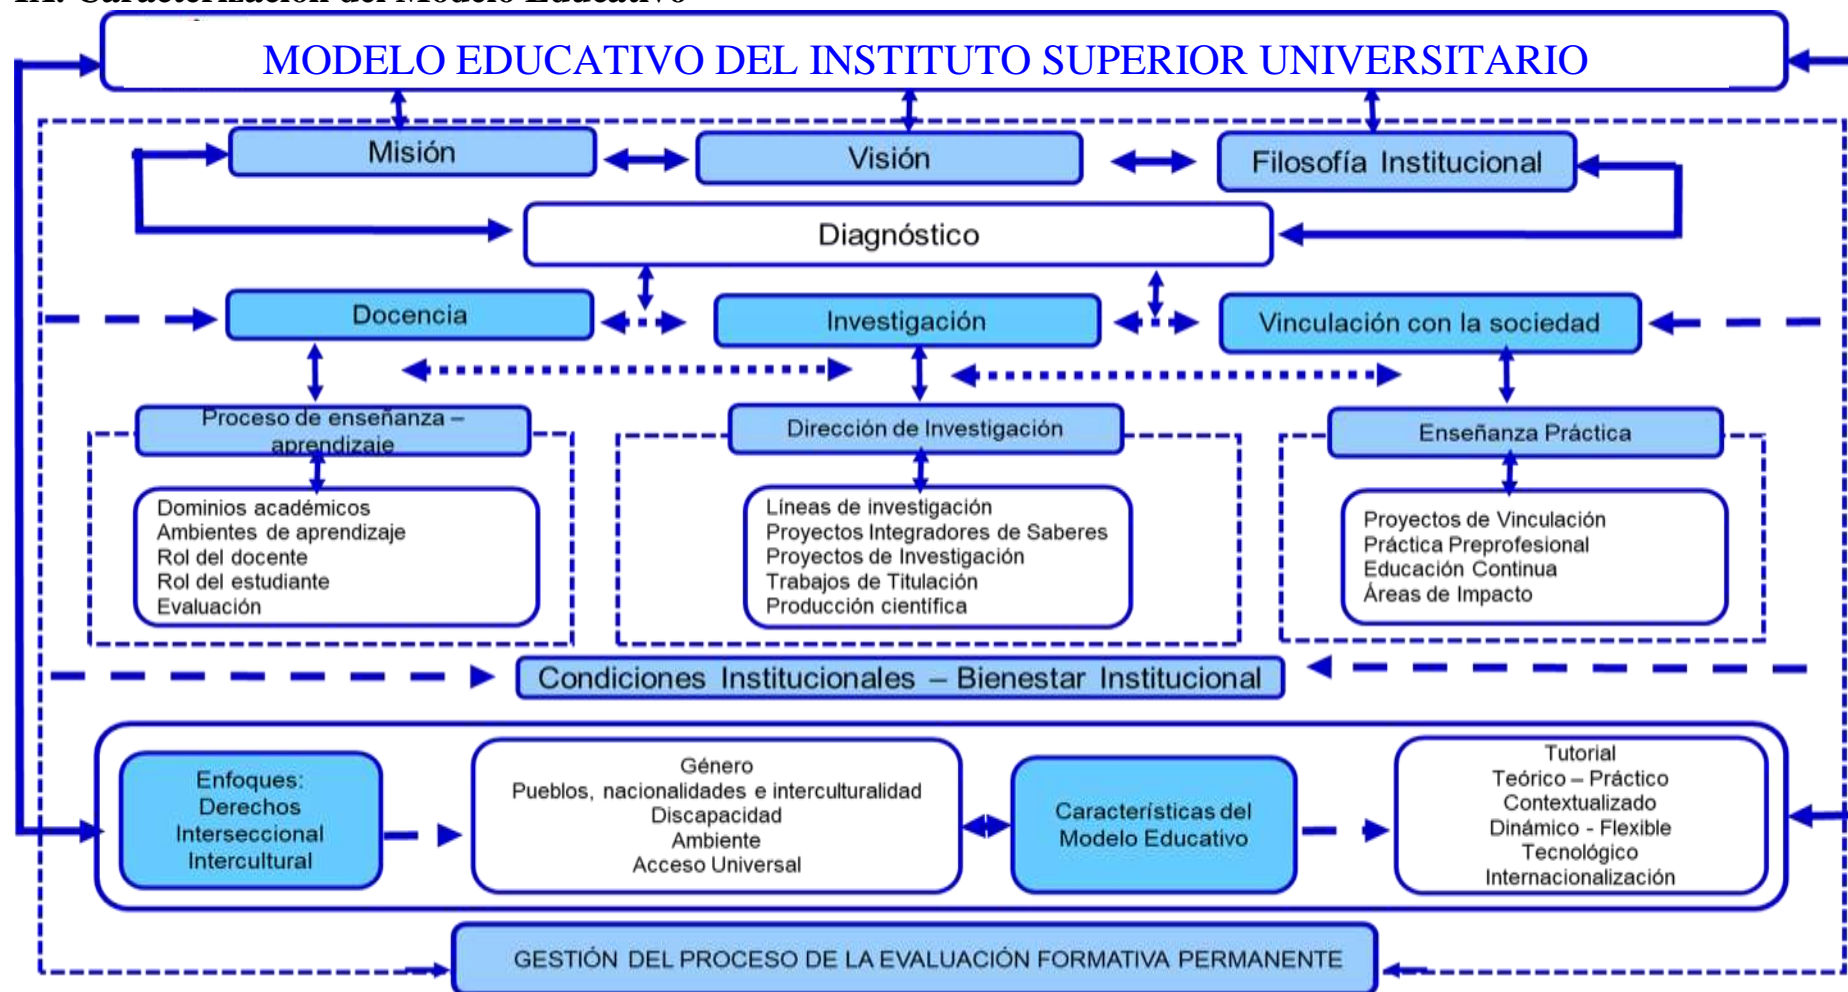 III. Caracterización del Modelo Educativo
MODELO EDUCATIVO DEL INSTITUTO SUPERIOR UNIVERSITARIO
Misión
Visión
Filosofía Institucional
Diagnóstico
Docencia
Investigación
Vinculación con la sociedad
Proceso de enseñanza –
aprendizaje
Dirección de Investigación
Enseñanza Práctica
Dominios académicos
Ambientes de aprendizaje
Rol del docente
Rol del estudiante
Evaluación
Líneas de investigación
Proyectos Integradores de Saberes
Proyectos de Investigación
Trabajos de Titulación
Producción científica
Proyectos de Vinculación
Práctica Preprofesional
Educación Continua
Áreas de Impacto
Condiciones Institucionales – Bienestar Institucional
Enfoques:
Derechos
Interseccional
Intercultural
Género
Pueblos, nacionalidades e interculturalidad
Discapacidad
Ambiente
Acceso Universal
Características del
Modelo Educativo
Tutorial
Teórico – Práctico
Contextualizado
Dinámico - Flexible
Tecnológico
Internacionalización
GESTIÓN DEL PROCESO DE LA EVALUACIÓN FORMATIVA PERMANENTE